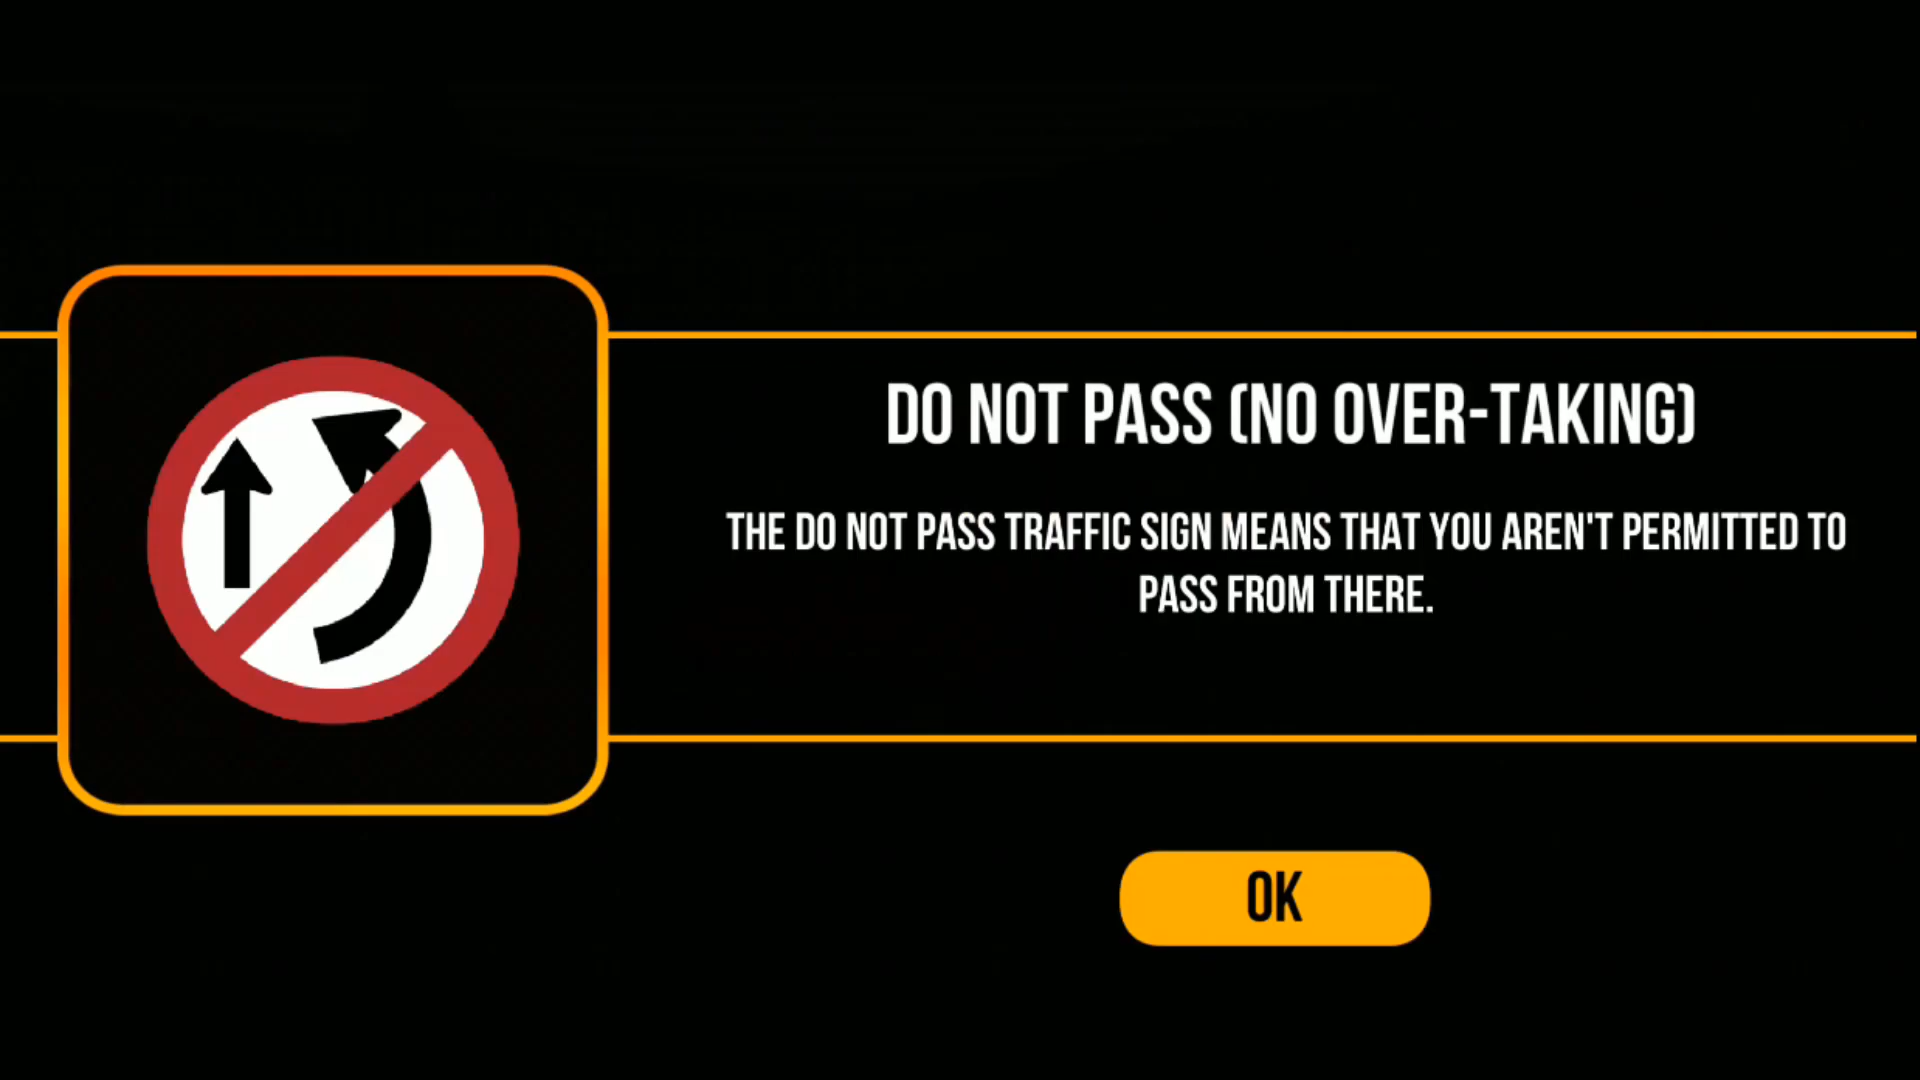 DO NOT PASS (NO OVER-TAKING)
THE DO NOT PASS TRAFFIC SIGN MEANS THAT YOU AREN'T PERMITTED TO
PASS FROM THERE.
OK